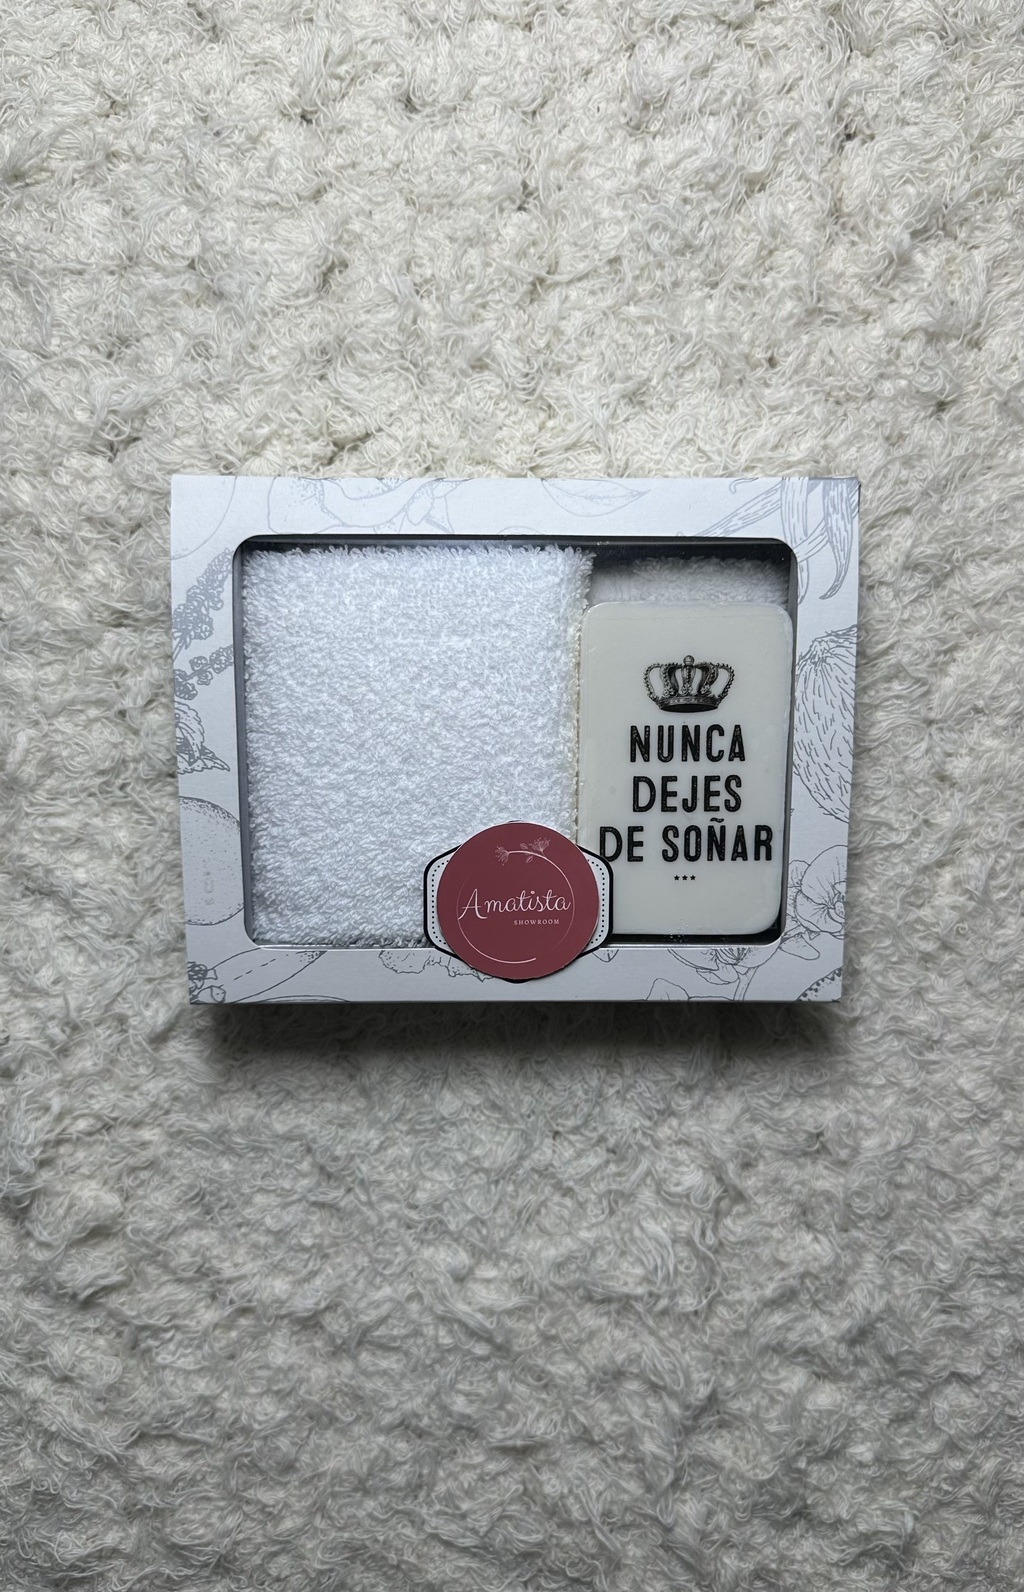 NUNCA
DEJES
DE SOÑAR
Amatista
SHOWROOM